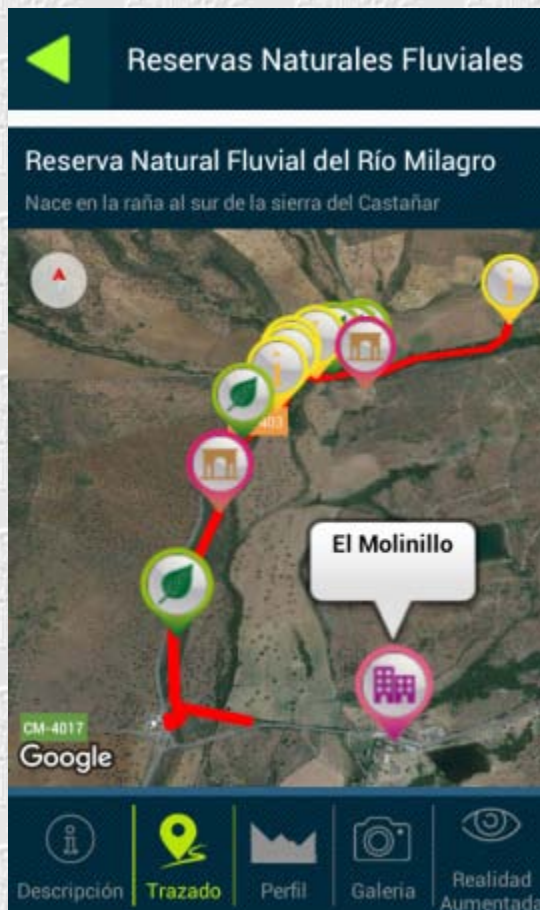 Reservas Naturales Fluviales
Reserva Natural Fluvial del Río Milagro
Nace en la raña al sur de la sierra del Castañar
El Molinillo
CM-4017
Google
Descripción
Trazado
Perfil
Galeria
Realidad
Aumentada